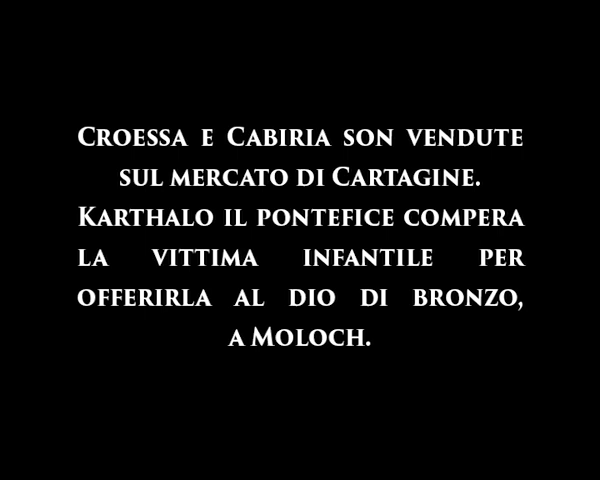 Croessa e Cabiria son vendute
sul mercato di Cartagine.
Karthalo il pontefice compera
la vittima infantile per
offerirla al dio di bronzo,
a Moloch.